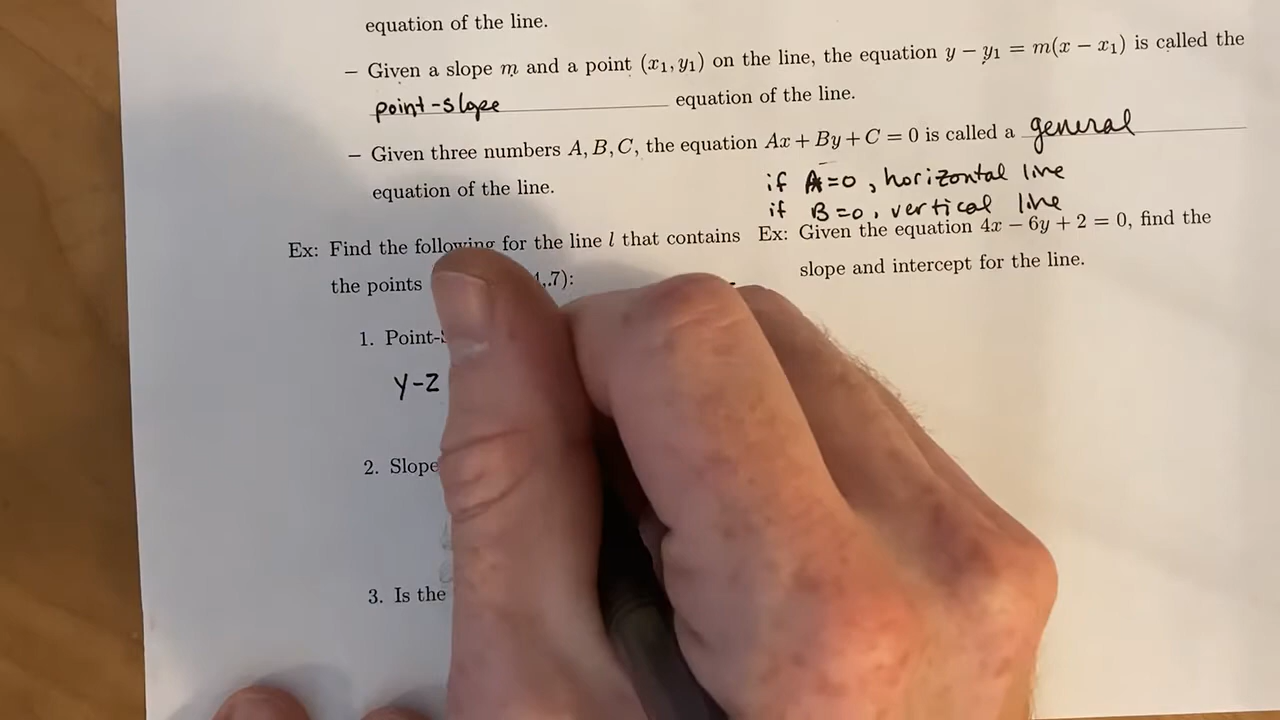 equation of the line.
– Given a slope m and a point (x₁, y₁) on the line, the equation y − y₁ = m(x − x₁) is called the
point-slope equation of the line.
– Given three numbers A, B, C, the equation Ax + By + C = 0 is called a general
equation of the line.
if A=0, horizontal line
if B=0, vertical line
Ex: Find the following for the line l that contains
the points ,7):
1. Point-
y-2
2. Slope
3. Is the
Ex: Given the equation 4x − 6y + 2 = 0, find the
slope and intercept for the line.